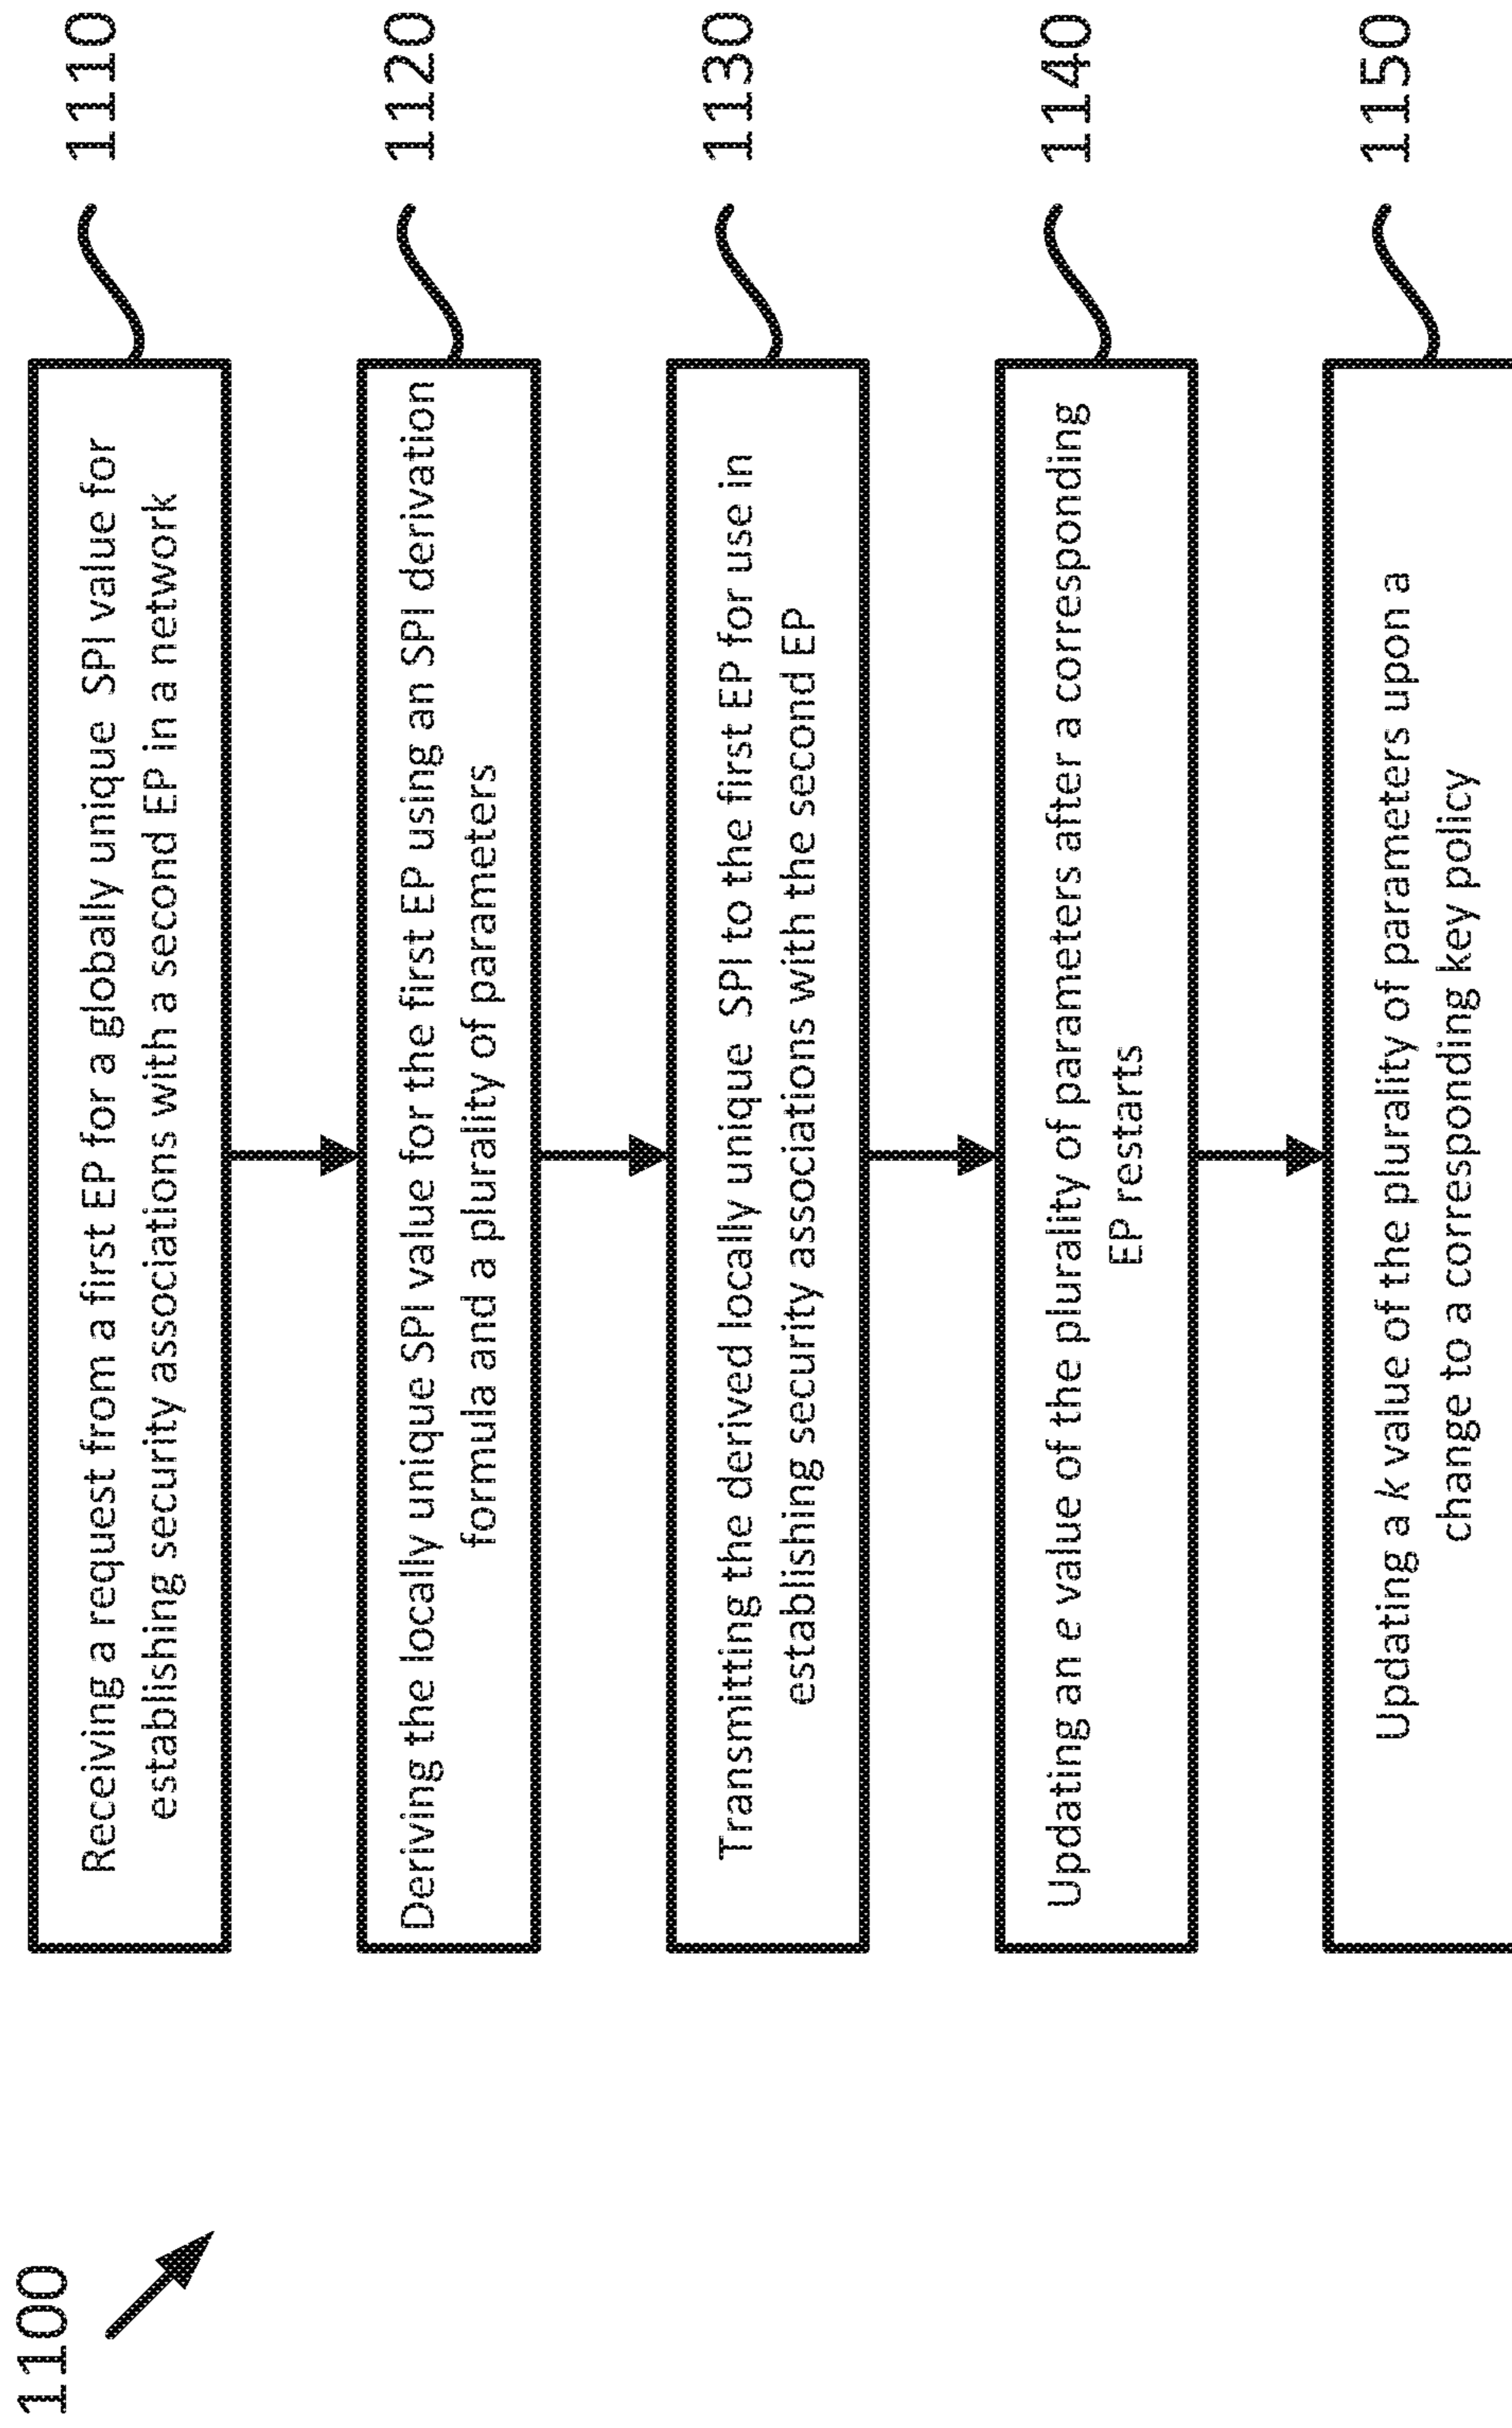 1100
Receiving a request from a first EP for a globally unique SPI value for
establishing security associations with a second EP in a network
1110
Deriving the locally unique SPI value for the first EP using an SPI derivation
formula and a plurality of parameters
1120
Transmitting the derived locally unique SPI to the first EP for use in
establishing security associations with the second EP
1130
Updating an e value of the plurality of parameters after a corresponding
EP restarts
1140
Updating a k value of the plurality of parameters upon a
change to a corresponding key policy
1150